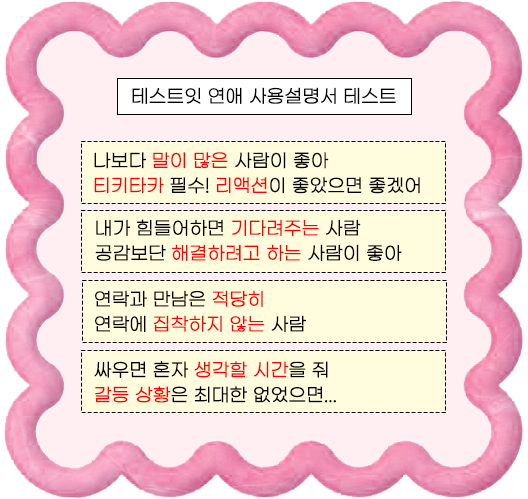 테스트잇 연애 사용설명서 테스트
나보다 말이 많은 사람이 좋아
티키타카 필수! 리액션이 좋았으면 좋겠어
내가 힘들어하면 기다려주는 사람
공감보단 해결하려고 하는 사람이 좋아
연락과 만남은 적당히
연락에 집착하지 않는 사람
싸우면 혼자 생각할 시간을 줘
갈등 상황은 최대한 없었으면...